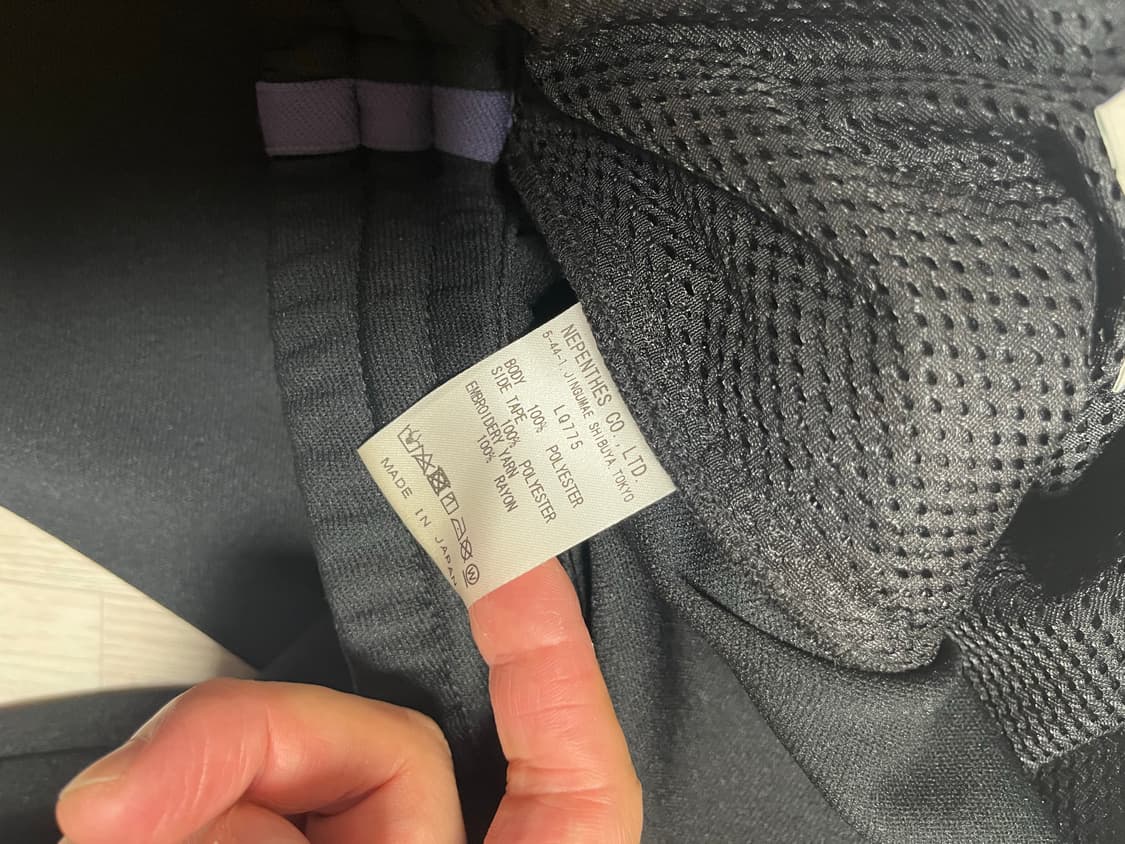 NEPENTHES CO., LTD.
5-44-1, JINGUMAE SHIBUYA TOKYO
LQ775
BODY 100% POLYESTER
SIDE TAPE 100% POLYESTER
EMBROIDERY YARN 100% RAYON
W
MADE IN JAPAN